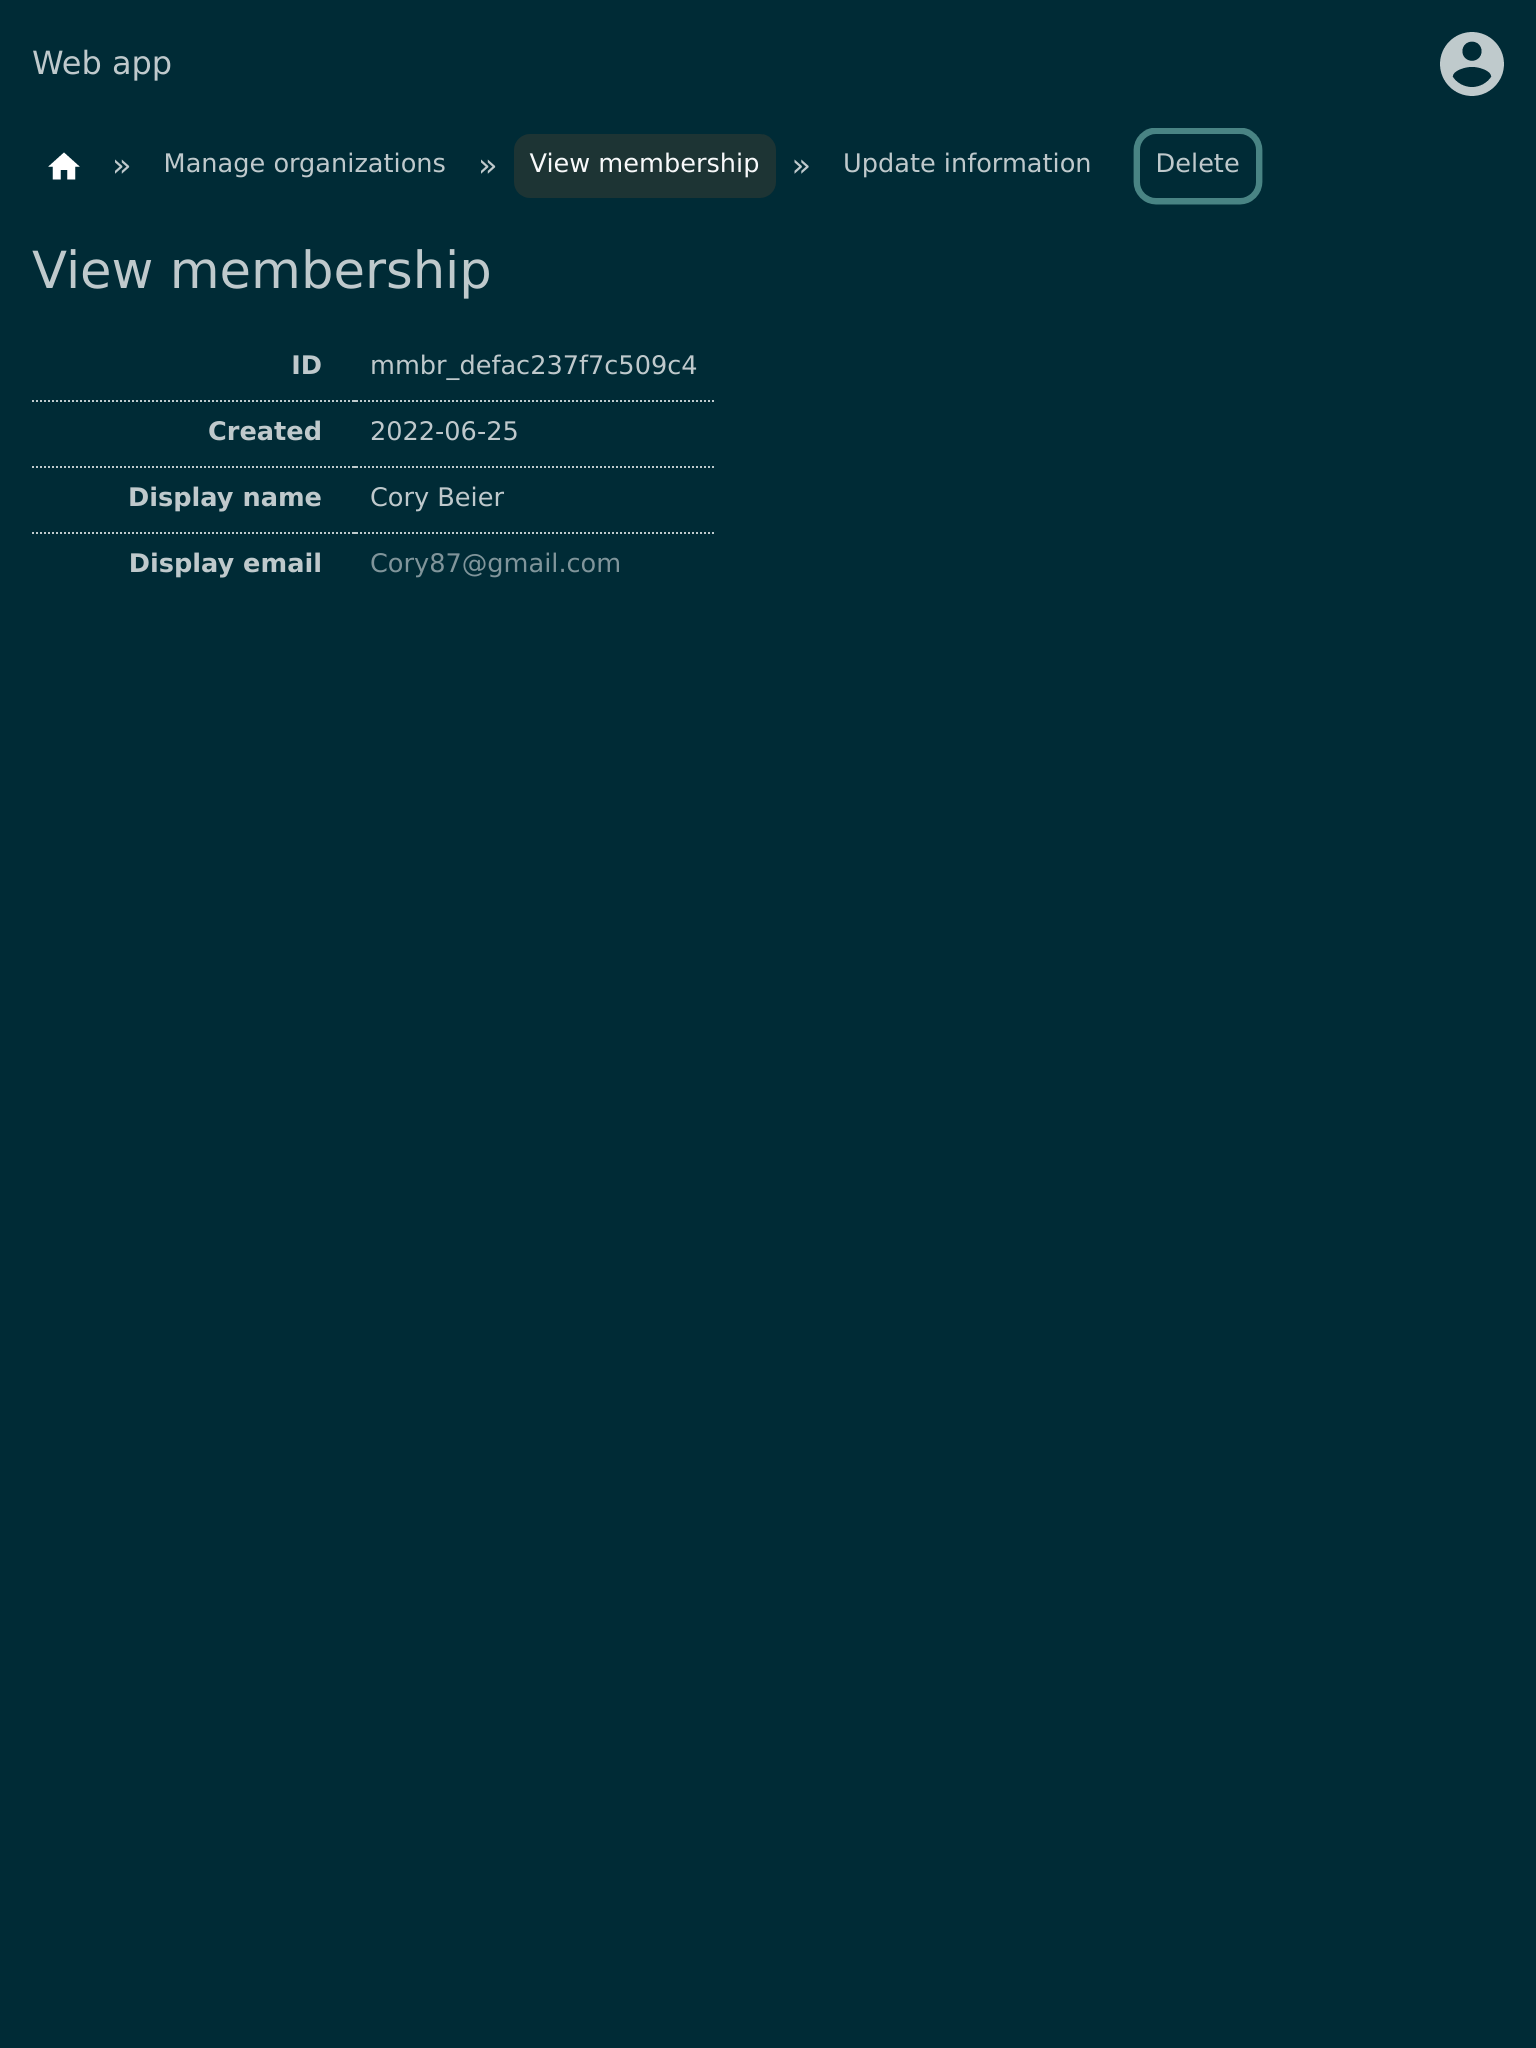 Web app
» Manage organizations » View membership » Update information Delete
View membership
ID mmbr_defac237f7c509c4
Created 2022-06-25
Display name Cory Beier
Display email Cory87@gmail.com